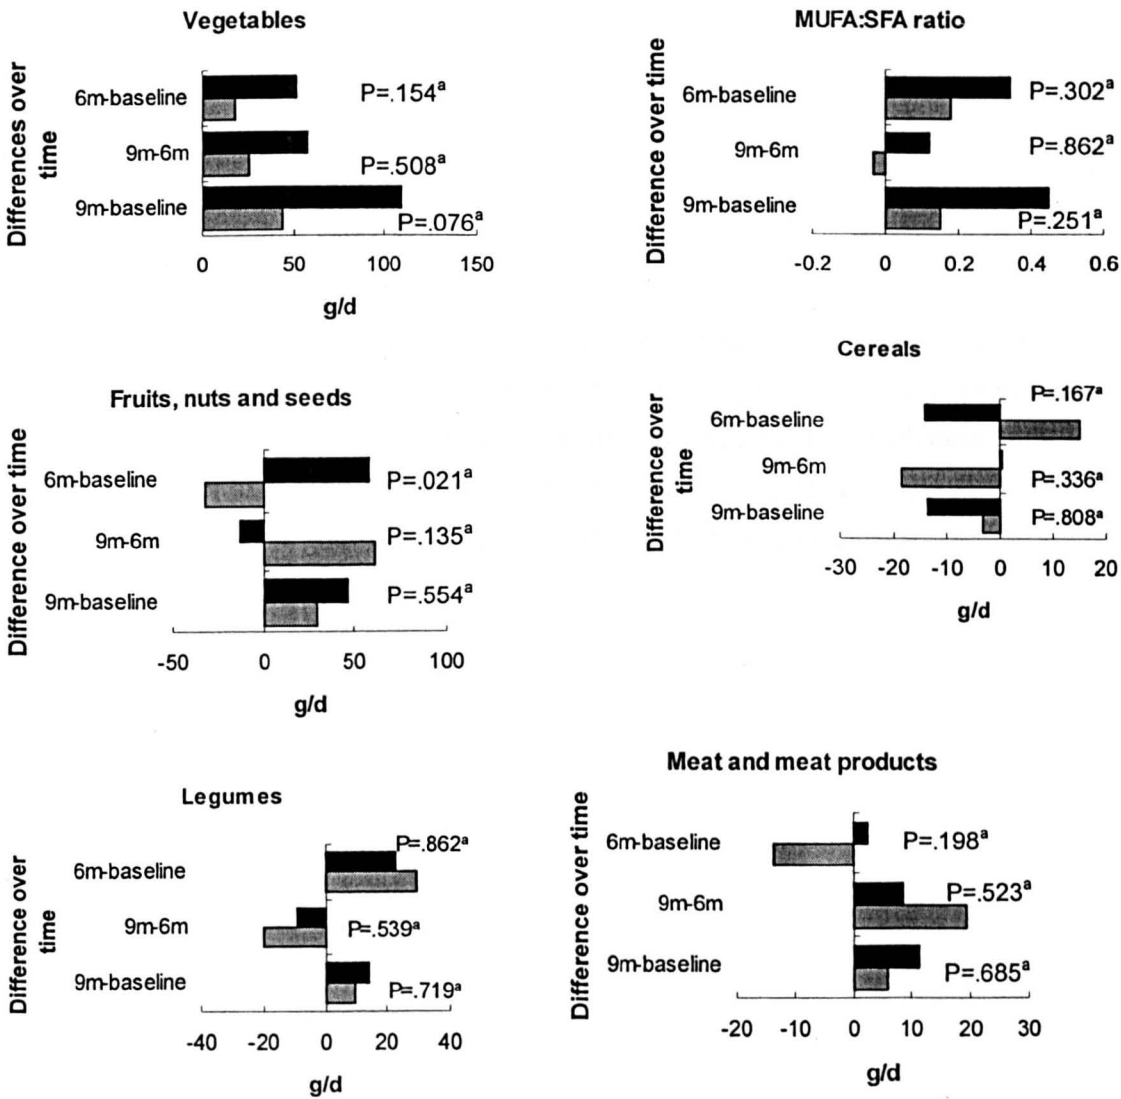 Vegetables
Differences over
time
6m-baseline
9m-6m
9m-baseline
P=.154ª
P=.508ª
P=.076ª
0 50 100 150
g/d
MUFA:SFA ratio
Difference over time
6m-baseline
9m-6m
9m-baseline
P=.302ª
P=.862ª
P=.251ª
-0.2 0 0.2 0.4 0.6
Fruits, nuts and seeds
Difference over time
6m-baseline
9m-6m
9m-baseline
P=.021ª
P=.135ª
P=.554ª
-50 0 50 100
g/d
Cereals
Difference over
time
6m-baseline
9m-6m
9m-baseline
P=.167ª
P=.336ª
P=.808ª
-30 -20 -10 0 10 20
g/d
Legumes
Difference over
time
6m-baseline
9m-6m
9m-baseline
P=.862ª
P=.539ª
P=.719ª
-40 -20 0 20 40
g/d
Meat and meat products
Difference over time
6m-baseline
9m-6m
9m-baseline
P=.198ª
P=.523ª
P=.685ª
-20 -10 0 10 20 30
g/d